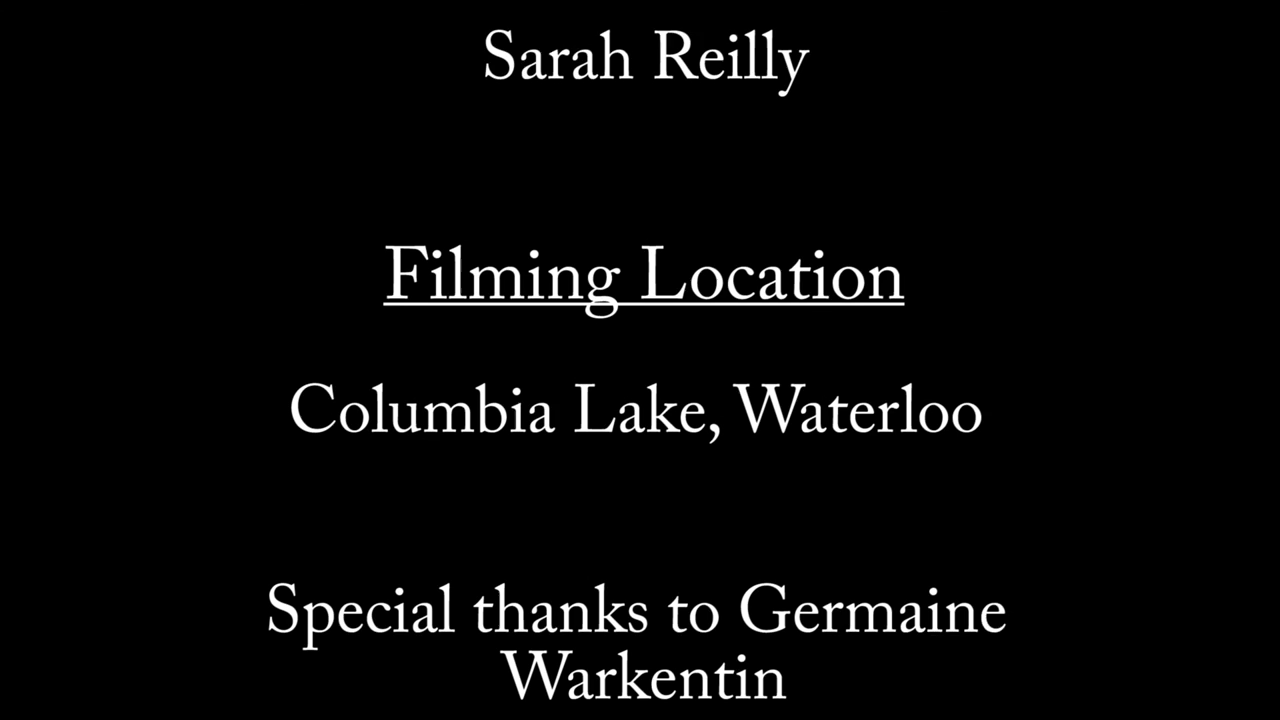 Sarah Reilly
Filming Location
Columbia Lake, Waterloo
Special thanks to Germaine
Warkentin